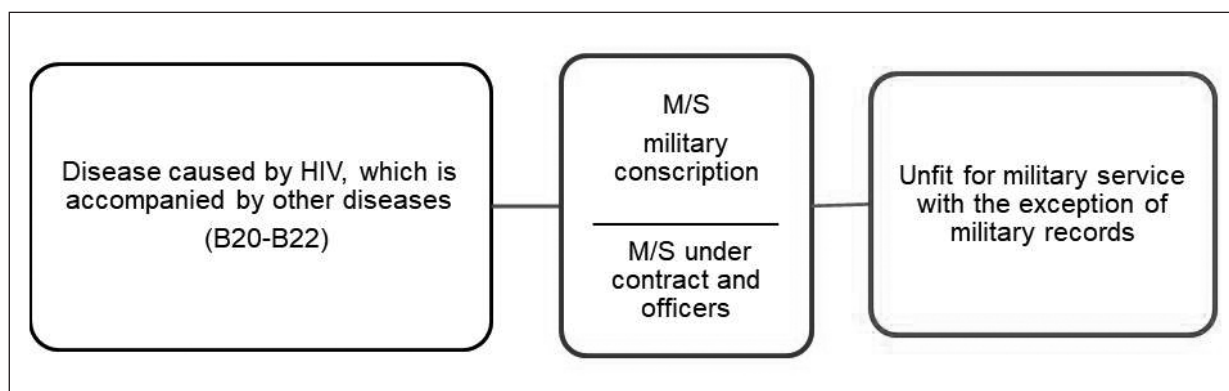 Disease caused by HIV, which is
accompanied by other diseases
(B20-B22)
M/S
military
conscription
M/S under
contract and
officers
Unfit for military service
with the exception of
military records